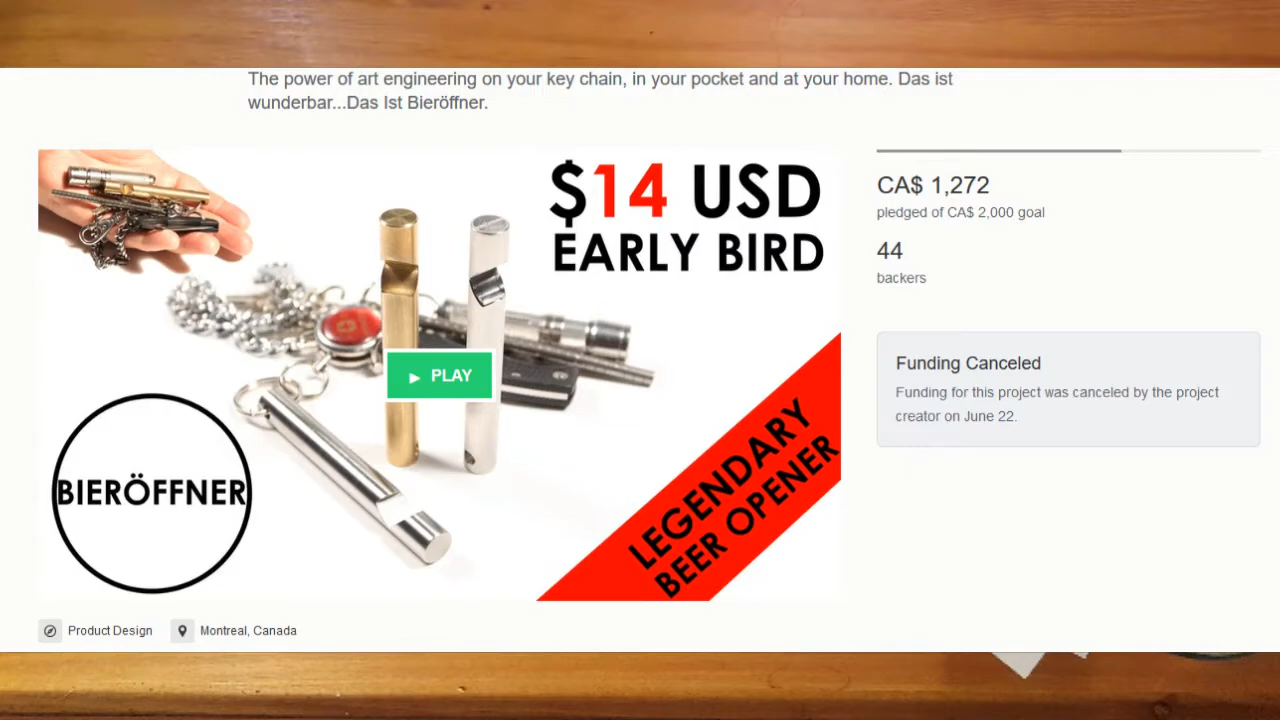 The power of art engineering on your key chain, in your pocket and at your home. Das ist
wunderbar...Das Ist Bieröffner.
$14 USD
EARLY BIRD
PLAY
BIERÖFFNER
LEGENDARY
BEER OPENER
CA$ 1,272
pledged of CA$ 2,000 goal
44
backers
Funding Canceled
Funding for this project was canceled by the project
creator on June 22.
Product Design
Montreal, Canada